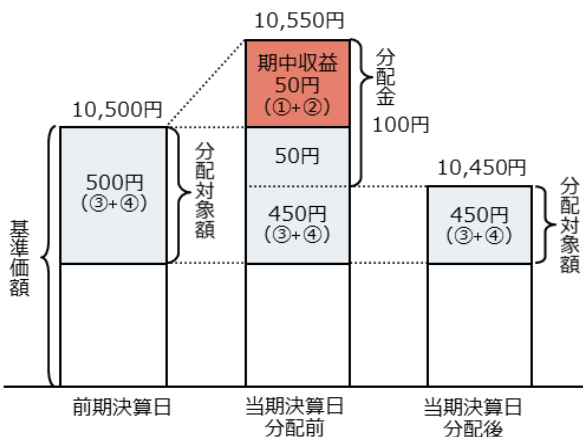 10,550円
期中収益
50円
（①+②）
分配金
100円
10,500円
50円
500円
（③+④）
分配対象額
450円
（③+④）
10,450円
450円
（③+④）
分配対象額
基準価額
前期決算日
当期決算日
分配前
当期決算日
分配後